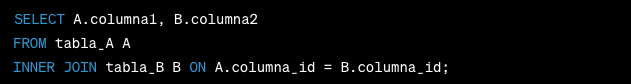 SELECT A.columna1, B.columna2
FROM tabla_A A
INNER JOIN tabla_B B ON A.columna_id = B.columna_id;